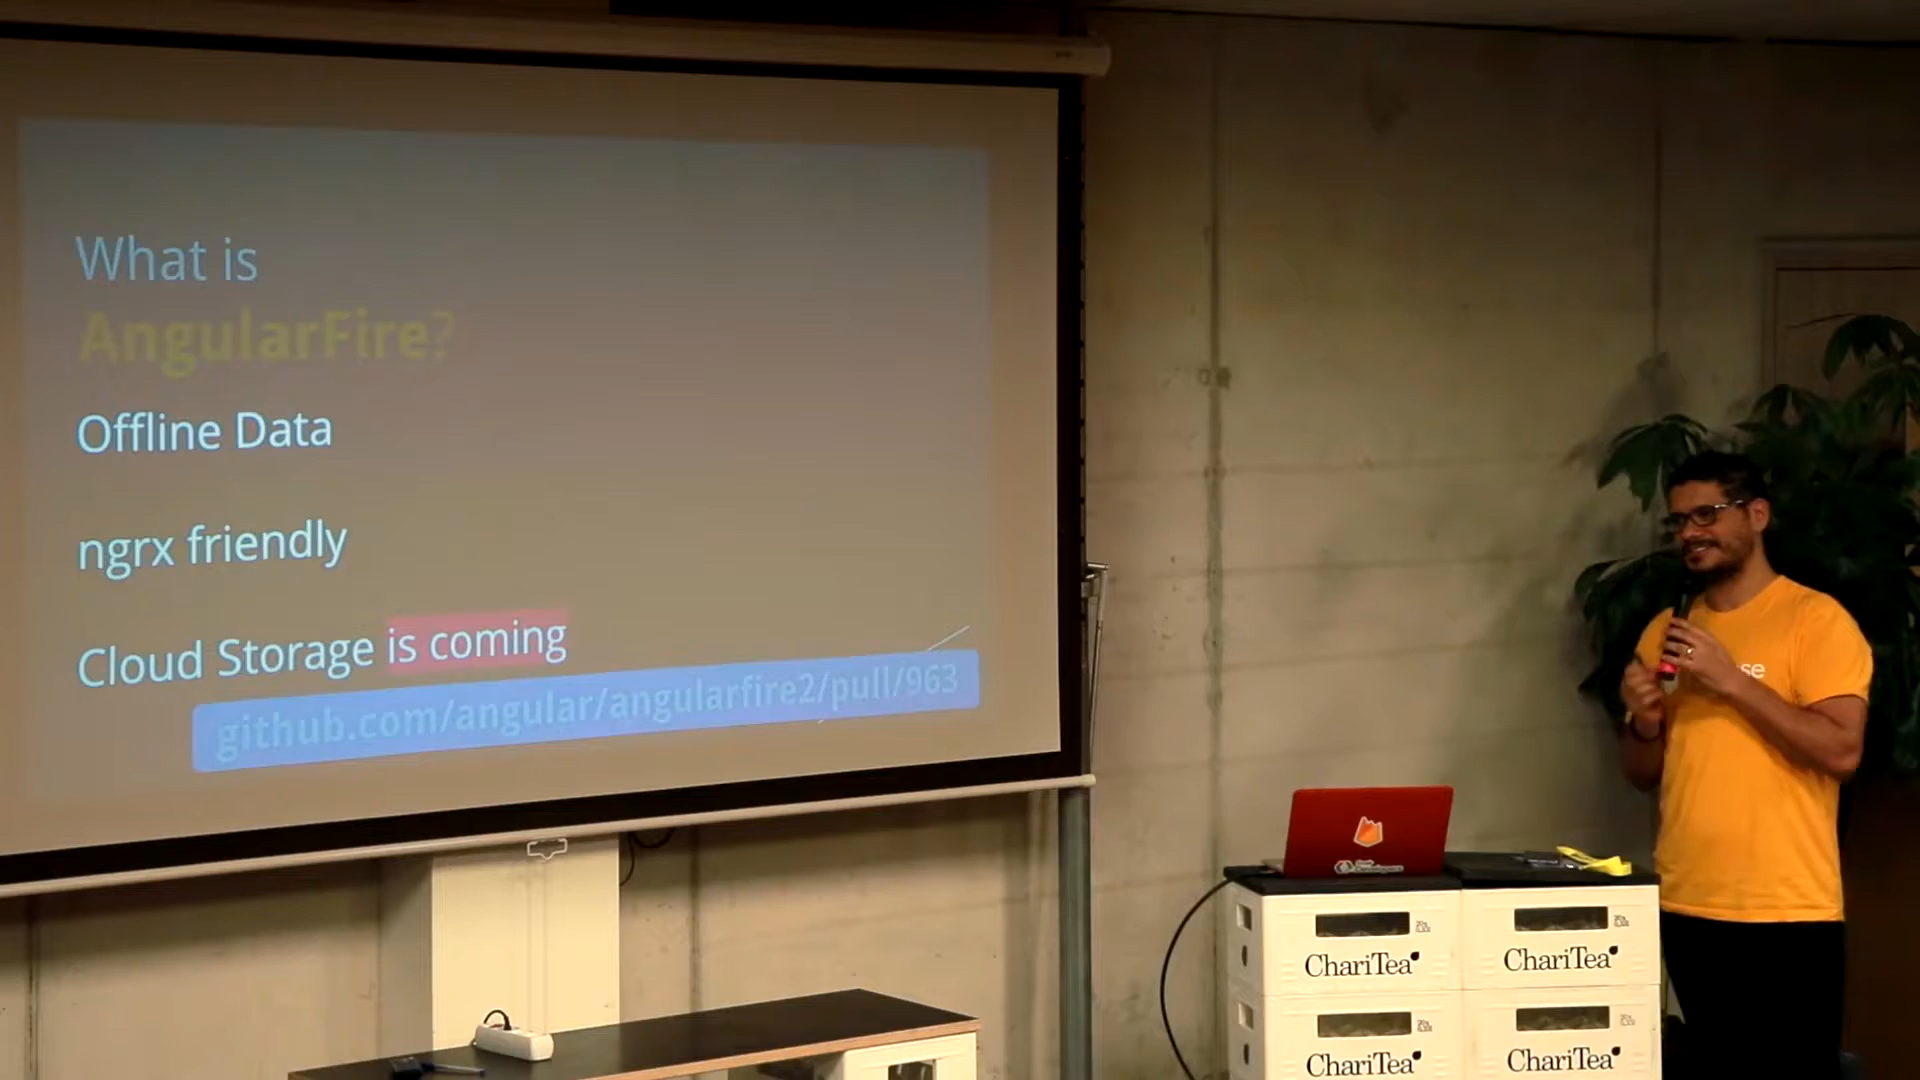 What is
AngularFire?
Offline Data
ngrx friendly
Cloud Storage is coming
github.com/angular/angularfire2/pull/963
se
ChariTea
ChariTea
ChariTea
ChariTea